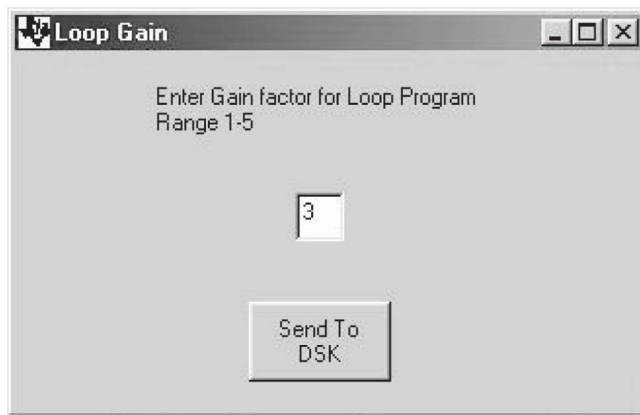 Loop Gain
Enter Gain factor for Loop Program
Range 1-5
3
Send To
DSK